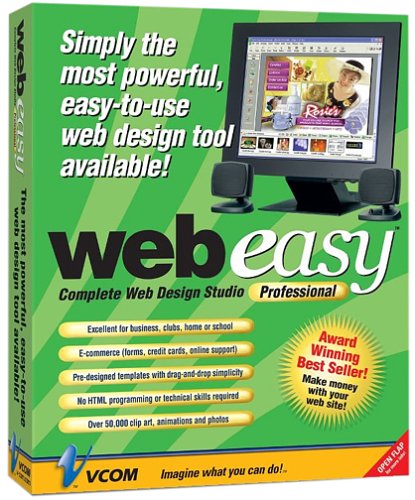 Simply the
most powerful,
easy-to-use
web design tool
available!
Rosie's
web easy™
Complete Web Design Studio Professional
Excellent for business, clubs, home or school
E-commerce (forms, credit cards, online support)
Pre-designed templates with drag-and-drop simplicity
No HTML programming or technical skills required
Over 50,000 clip art, animations and photos
Award
Winning
Best Seller!
Make money
with your
web site!
VCOM
Imagine what you can do!™
OPEN FLAP
web easy
The most powerful, easy-to-use
web design tool available!
VCOM